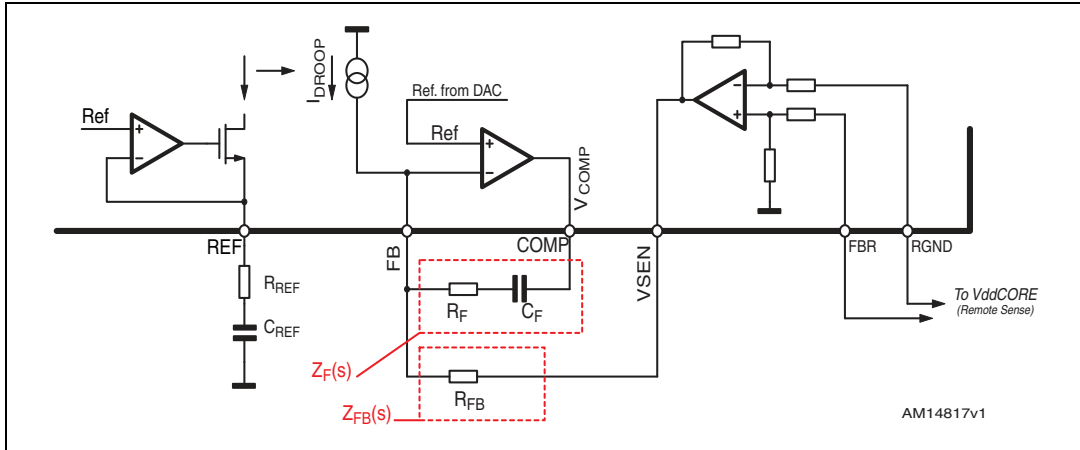 Ref
IDROOP
Ref. from DAC
Ref
VCOMP
REF
FB
COMP
VSEN
FBR
RGND
RREF
CREF
RF
CF
To VddCORE
(Remote Sense)
ZF(s)
RFB
ZFB(s)
AM14817v1